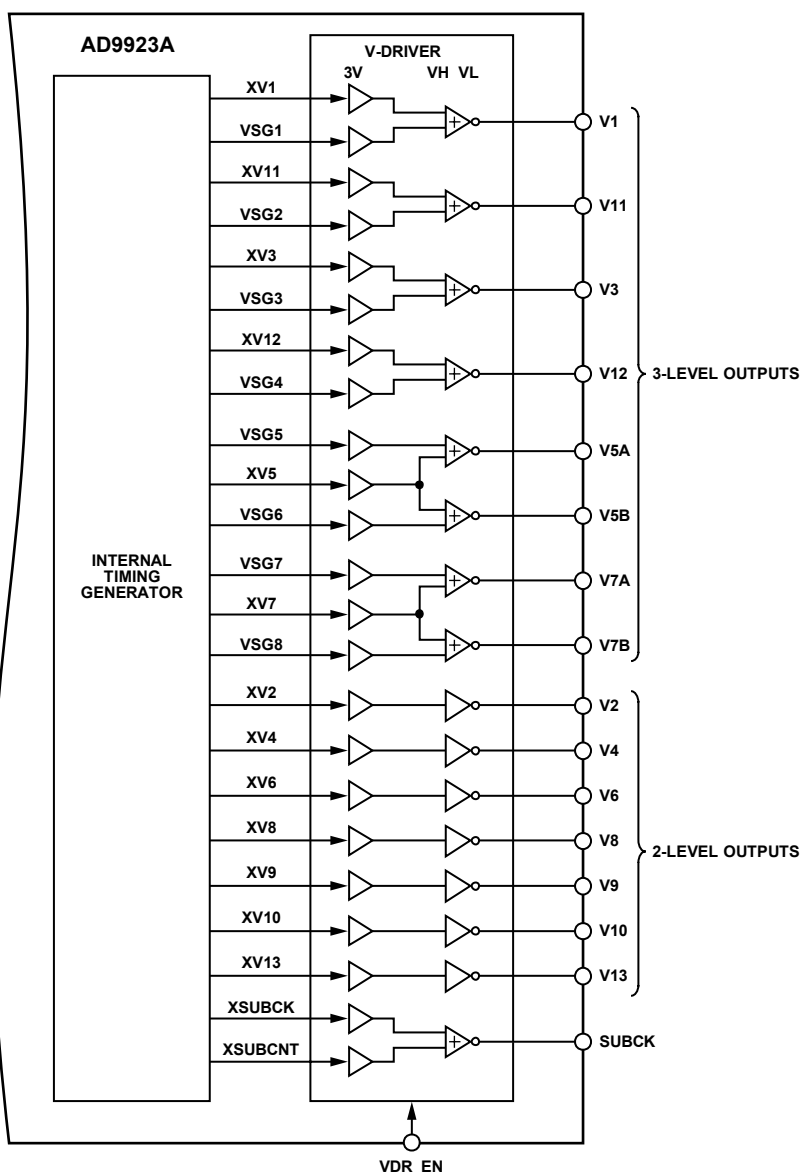 AD9923A
V-DRIVER
3V VH VL
XV1
V1
VSG1
XV11
V11
VSG2
XV3
V3
VSG3
XV12
V12
3-LEVEL OUTPUTS
VSG4
VSG5
V5A
XV5
VSG6
V5B
INTERNAL
TIMING
GENERATOR
VSG7
V7A
XV7
VSG8
V7B
XV2
V2
XV4
V4
XV6
V6
XV8
V8
2-LEVEL OUTPUTS
XV9
V9
XV10
V10
XV13
V13
XSUBCK
SUBCK
XSUBCNT
VDR_EN